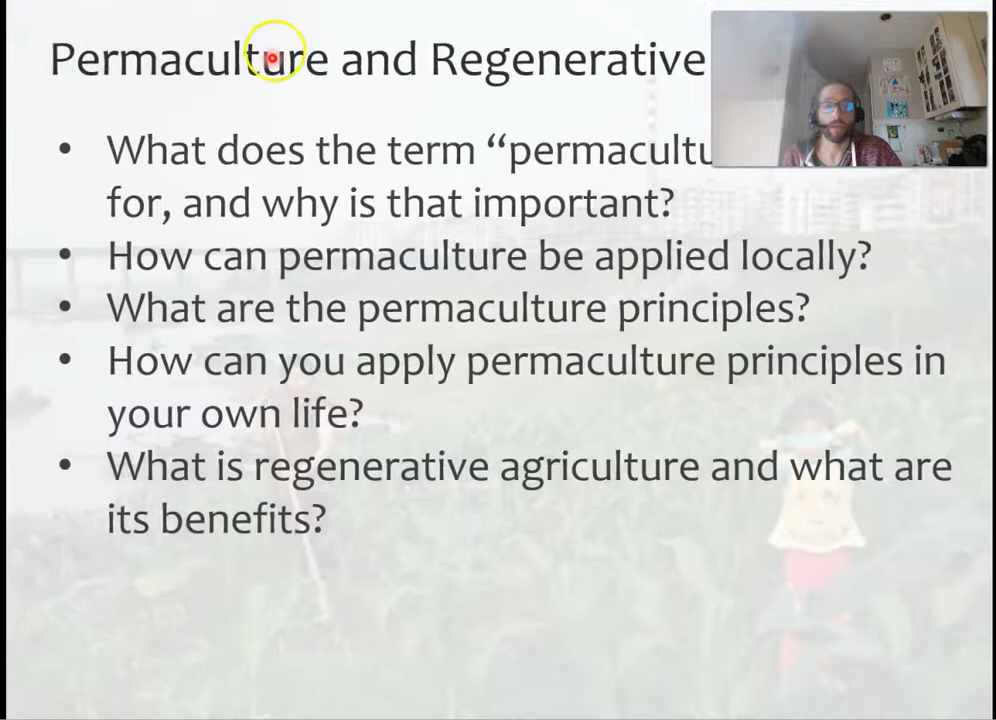 Permaculture and Regenerative
• What does the term “permacultu
for, and why is that important?
• How can permaculture be applied locally?
• What are the permaculture principles?
• How can you apply permaculture principles in
your own life?
• What is regenerative agriculture and what are
its benefits?